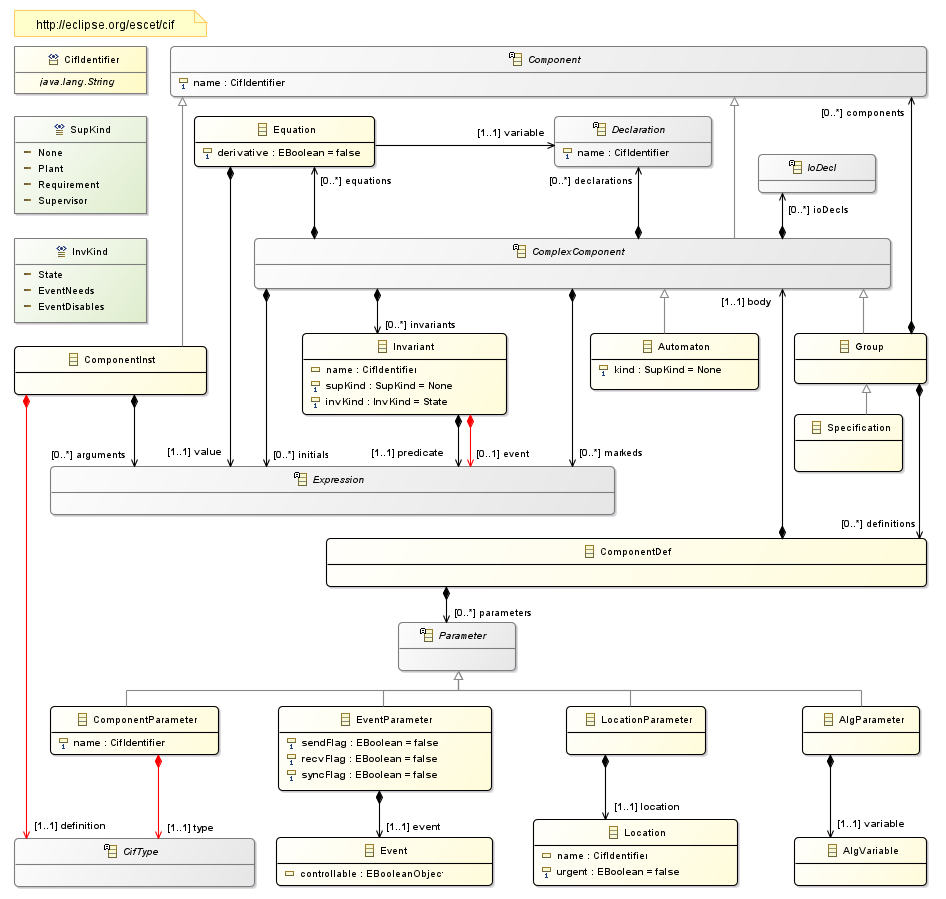 http://eclipse.org/escet/cif
CifIdentifier
java.lang.String
Component
name : CifIdentifier
[0..*] components
SupKind
None
Plant
Requirement
Supervisor
Equation
derivative : EBoolean = false
[1..1] variable
Declaration
name : CifIdentifier
IoDecl
[0..*] equations
[0..*] declarations
[0..*] ioDecls
InvKind
State
EventNeeds
EventDisables
ComplexComponent
[1..1] body
[0..*] invariants
ComponentInst
Invariant
name : CifIdentifier
supKind : SupKind = None
invKind : InvKind = State
Automaton
kind : SupKind = None
Group
Specification
[0..*] arguments
[1..1] value
[0..*] initials
[1..1] predicate
[0..1] event
[0..*] markeds
Expression
[0..*] definitions
ComponentDef
[0..*] parameters
Parameter
ComponentParameter
name : CifIdentifier
EventParameter
sendFlag : EBoolean = false
recvFlag : EBoolean = false
syncFlag : EBoolean = false
LocationParameter
AlgParameter
[1..1] definition
[1..1] type
[1..1] event
[1..1] location
[1..1] variable
CifType
Event
controllable : EBooleanObject
Location
name : CifIdentifier
urgent : EBoolean = false
AlgVariable